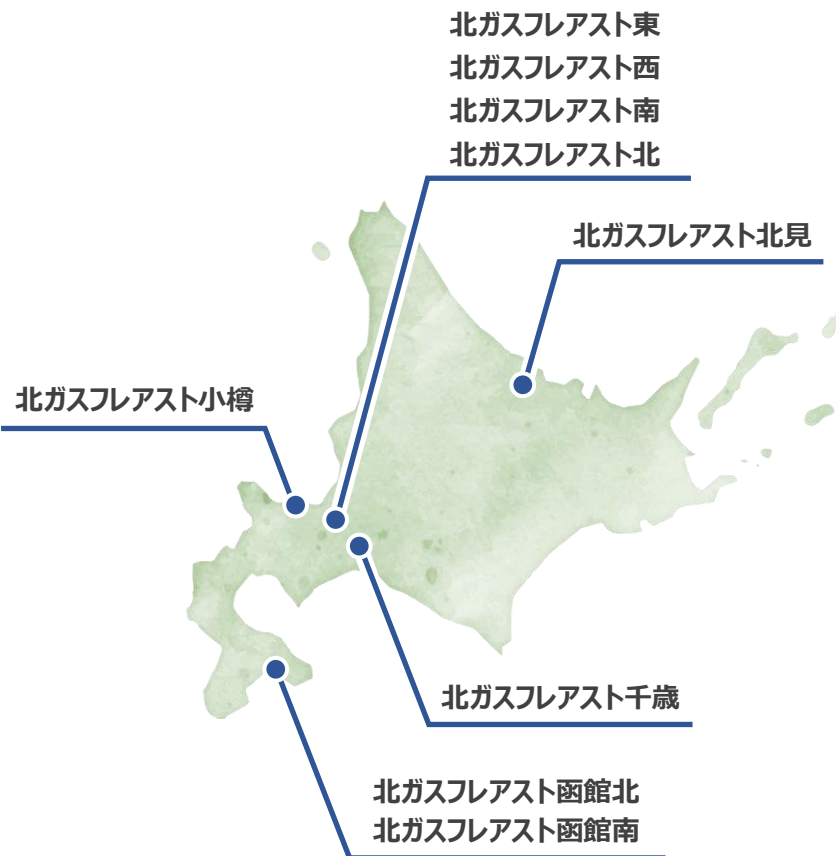 北ガスフレアスト東
北ガスフレアスト西
北ガスフレアスト南
北ガスフレアスト北
北ガスフレアスト北見
北ガスフレアスト小樽
北ガスフレアスト千歳
北ガスフレアスト函館北
北ガスフレアスト函館南